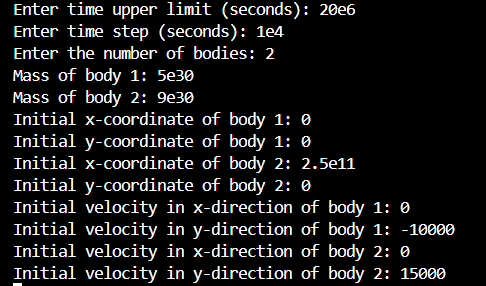 Enter time upper limit (seconds): 20e6
Enter time step (seconds): 1e4
Enter the number of bodies: 2
Mass of body 1: 5e30
Mass of body 2: 9e30
Initial x-coordinate of body 1: 0
Initial y-coordinate of body 1: 0
Initial x-coordinate of body 2: 2.5e11
Initial y-coordinate of body 2: 0
Initial velocity in x-direction of body 1: 0
Initial velocity in y-direction of body 1: -10000
Initial velocity in x-direction of body 2: 0
Initial velocity in y-direction of body 2: 15000